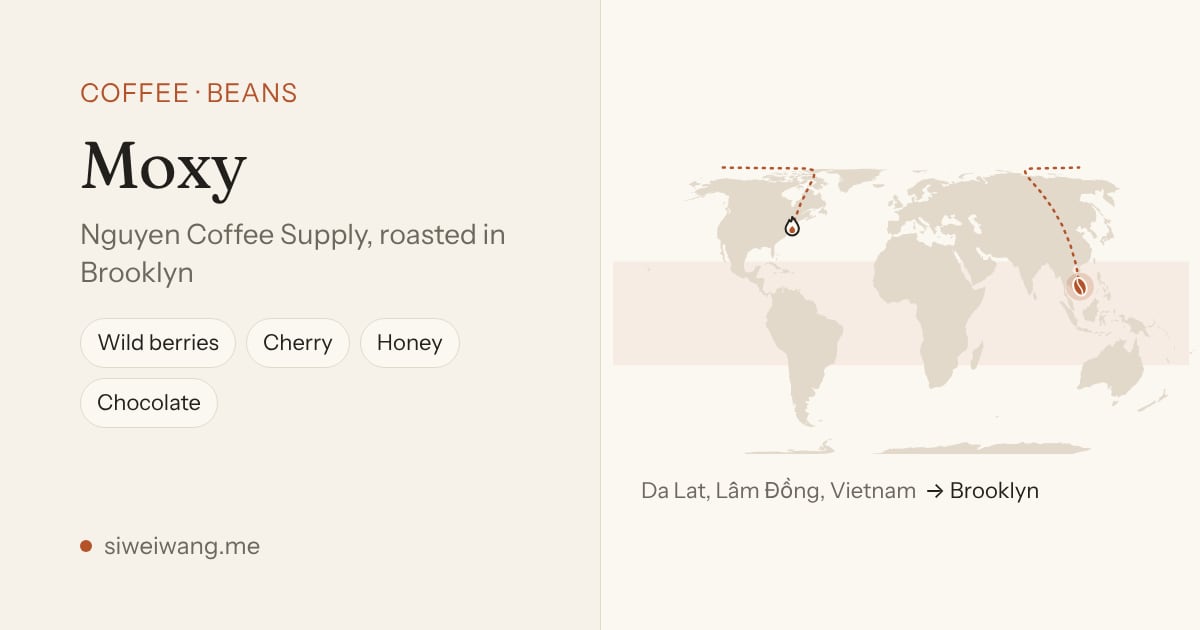 COFFEE · BEANS
Moxy
Nguyen Coffee Supply, roasted in
Brooklyn
Wild berries
Cherry
Honey
Chocolate
siweiwang.me
Da Lat, Lâm Đồng, Vietnam → Brooklyn